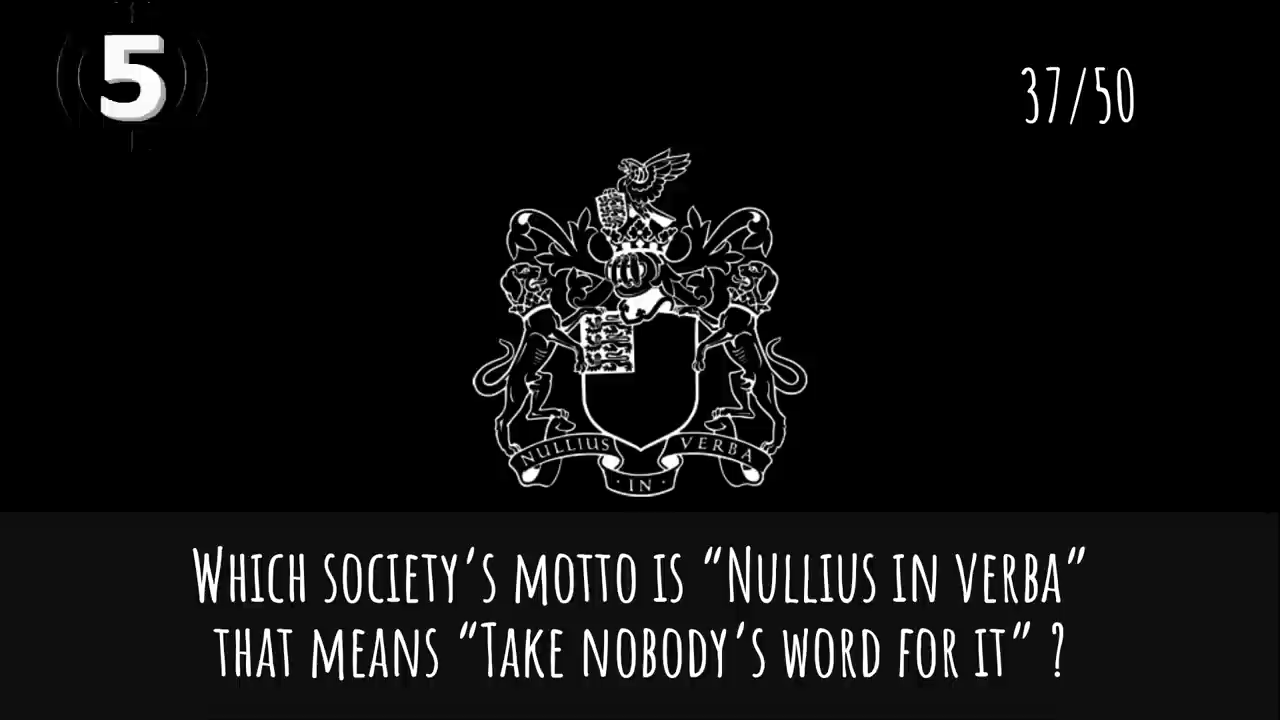 5
37/50
NULLIUS
VERBA
· IN ·
WHICH SOCIETY'S MOTTO IS “NULLIUS IN VERBA”
THAT MEANS “TAKE NOBODY'S WORD FOR IT” ?